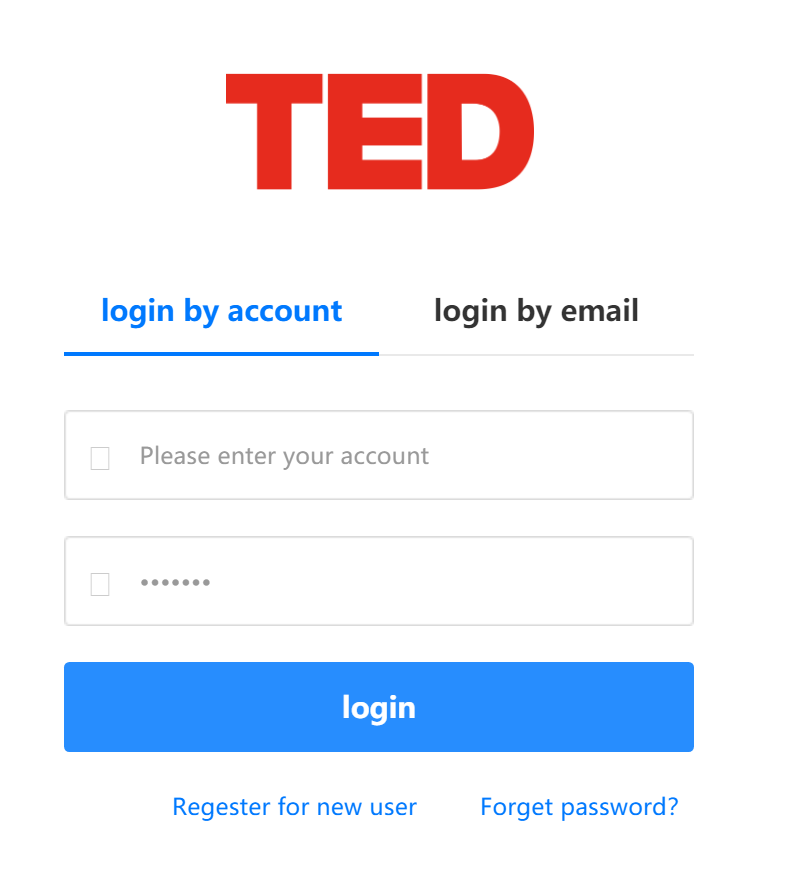 TED
login by account login by email
Please enter your account
•••••••
login
Regester for new user Forget password?